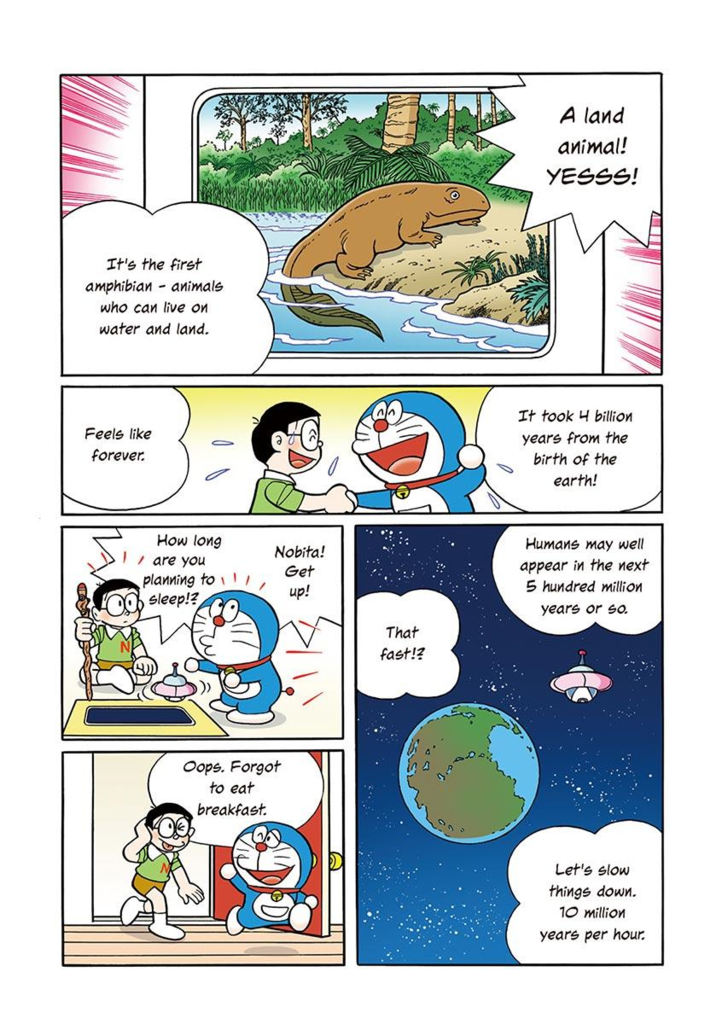 A land
animal!
YESSS!
It's the first
amphibian - animals
who can live on
water and land.
It took 4 billion
years from the
birth of the
earth!
Feels like
forever.
Humans may well
appear in the next
5 hundred million
years or so.
That
fast!?
Let's slow
things down.
10 million
years per hour.
Nobita!
Get
up!
How long
are you
planning to
sleep!?
N
Oops. Forgot
to eat
breakfast.
N